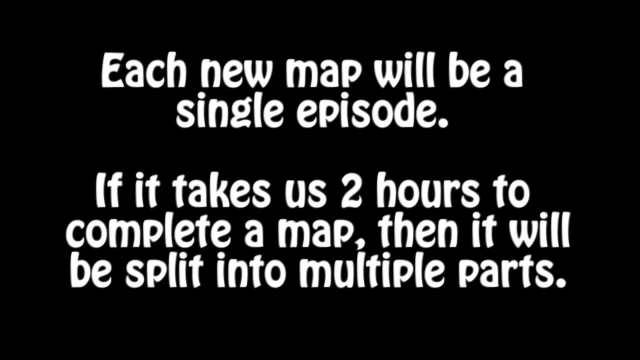 Each new map will be a
single episode.
If it takes us 2 hours to
complete a map, then it will
be split into multiple parts.